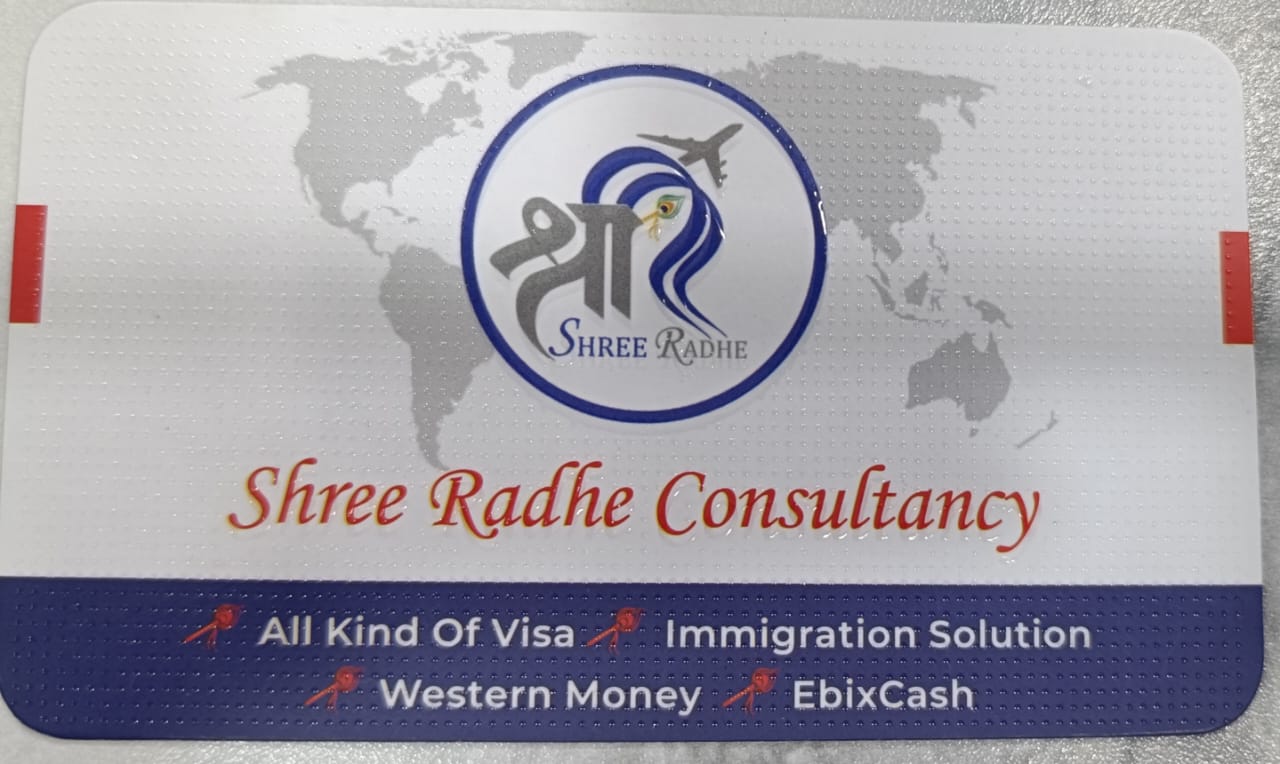 श्री
SHREE RADHE
Shree Radhe Consultancy
All Kind Of Visa Immigration Solution
Western Money EbixCash